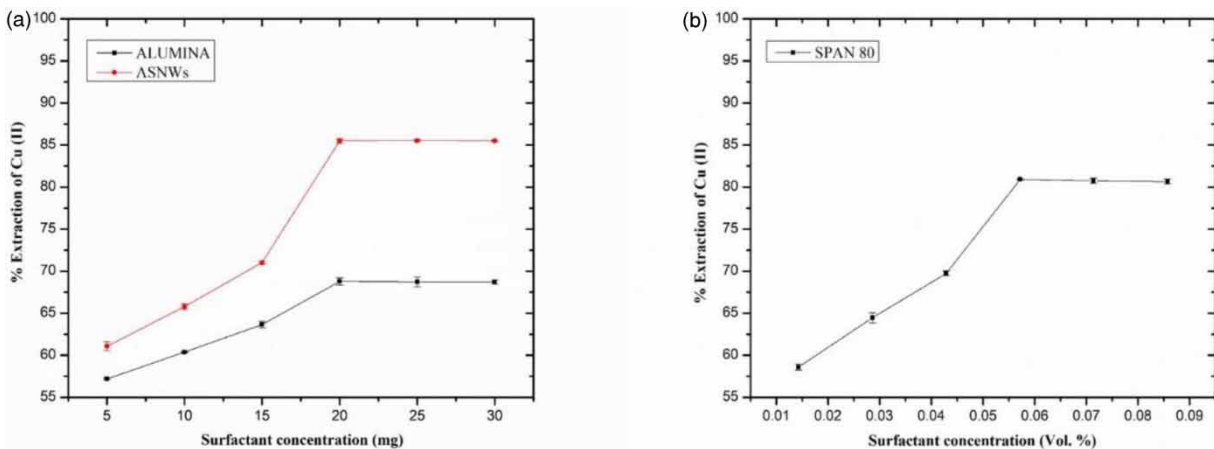 (a)
100
95
90
85
80
75
70
65
60
55
% Extraction of Cu (II)
ALUMINA
ASNWs
5 10 15 20 25 30
Surfactant concentration (mg)
(b)
100
95
90
85
80
75
70
65
60
55
% Extraction of Cu (II)
SPAN 80
0.01 0.02 0.03 0.04 0.05 0.06 0.07 0.08 0.09
Surfactant concentration (Vol. %)